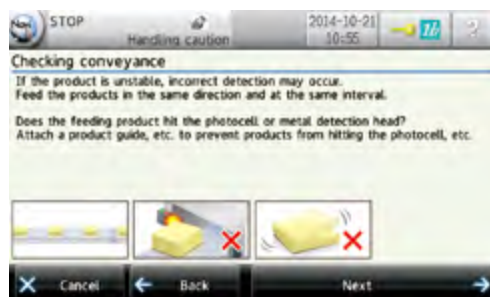 STOP
Handling caution
2014-10-21
10:55
?
Checking conveyance
If the product is unstable, incorrect detection may occur.
Feed the products in the same direction and at the same interval.
Does the feeding product hit the photocell or metal detection head?
Attach a product guide, etc. to prevent products from hitting the photocell, etc.
Cancel
Back
Next